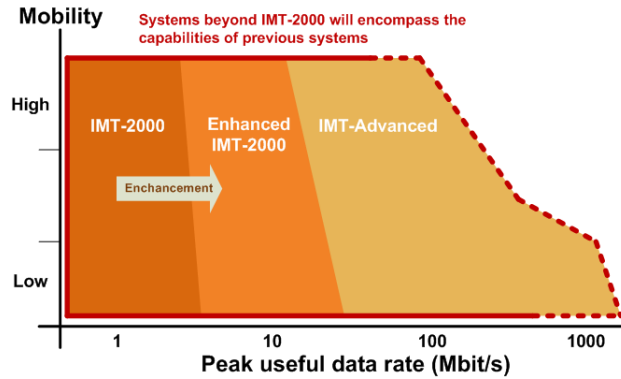 Mobility
Systems beyond IMT-2000 will encompass the
capabilities of previous systems
High
IMT-2000
Enhanced
IMT-2000
IMT-Advanced
Enchancement
Low
1
10
100
1000
Peak useful data rate (Mbit/s)